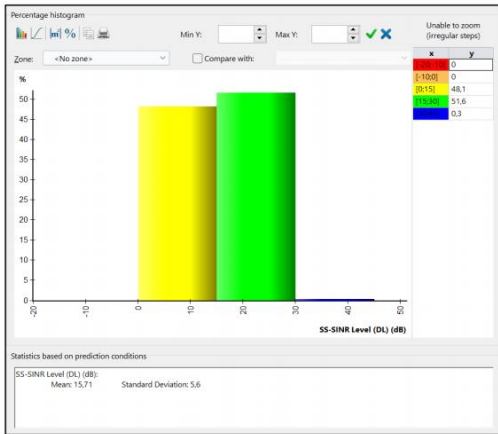 Percentage histogram
Min Y: Max Y:
Unable to zoom
(irregular steps)
Zone: <No zone> Compare with:
x y
[-20;-10[ 0
[-10;0[ 0
[0;15[ 48,1
[15;30[ 51,6
0,3
%
50
45
40
35
30
25
20
15
10
5
0
-20 -10 0 10 20 30 40 50
SS-SINR Level (DL) (dB)
Statistics based on prediction conditions
SS-SINR Level (DL) (dB):
Mean: 15,71 Standard Deviation: 5,6